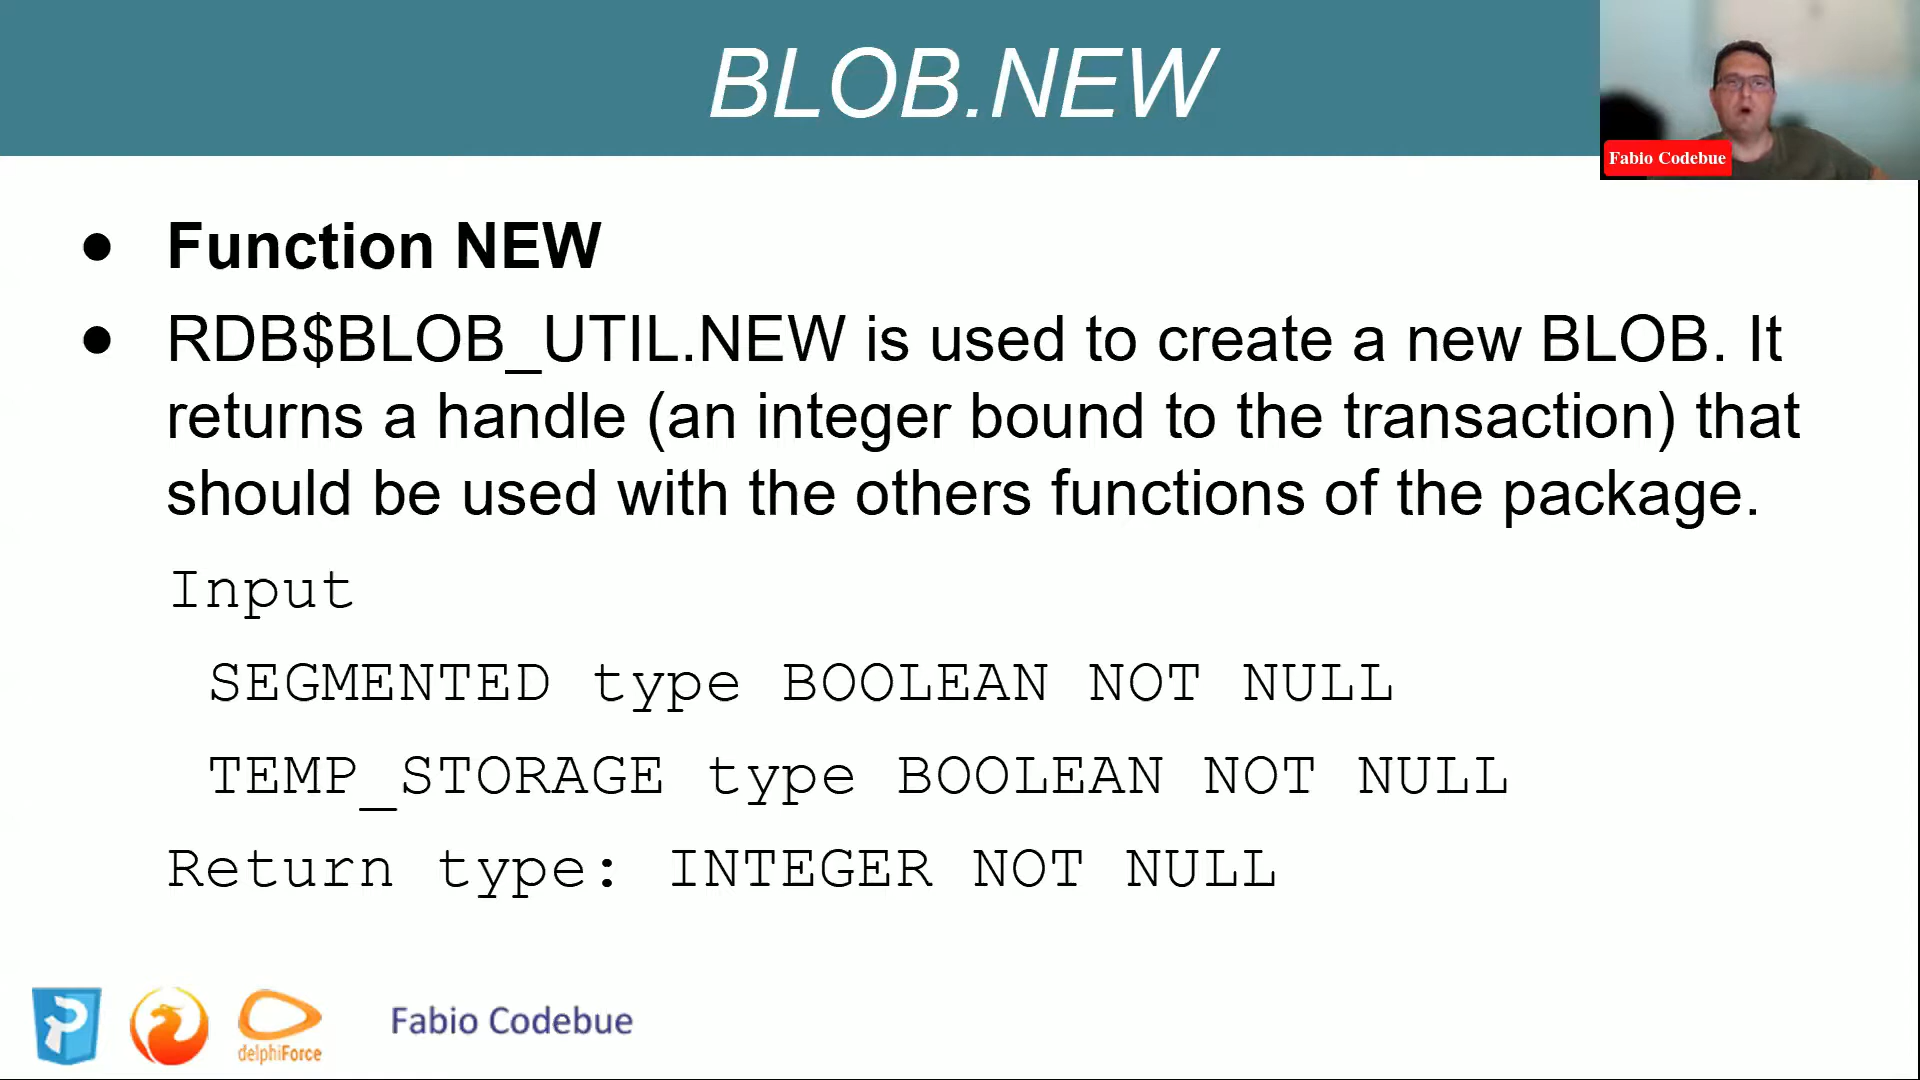 BLOB.NEW
Fabio Codebue
● Function NEW
● RDB$BLOB_UTIL.NEW is used to create a new BLOB. It
returns a handle (an integer bound to the transaction) that
should be used with the others functions of the package.
Input
SEGMENTED type BOOLEAN NOT NULL
TEMP_STORAGE type BOOLEAN NOT NULL
Return type: INTEGER NOT NULL
delphiForce
Fabio Codebue